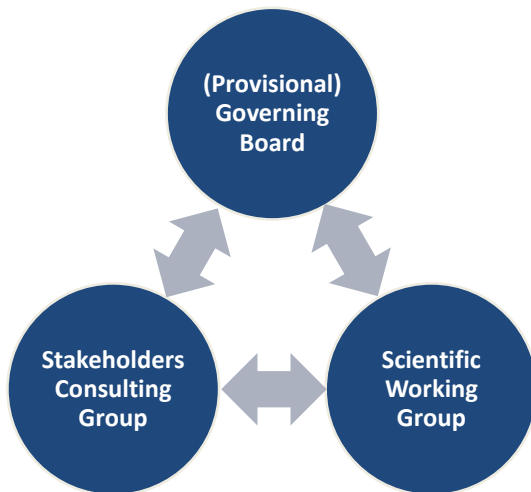 (Provisional)
Governing
Board
Stakeholders
Consulting
Group
Scientific
Working
Group